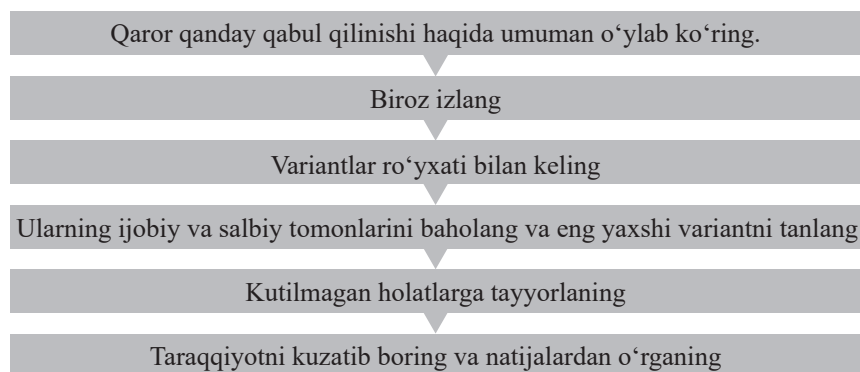 Qaror qanday qabul qilinishi haqida umuman o‘ylab ko‘ring.
Biroz izlang
Variantlar ro‘yxati bilan keling
Ularning ijobiy va salbiy tomonlarini baholang va eng yaxshi variantni tanlang
Kutilmagan holatlarga tayyorlaning
Taraqqiyotni kuzatib boring va natijalardan o‘rganing